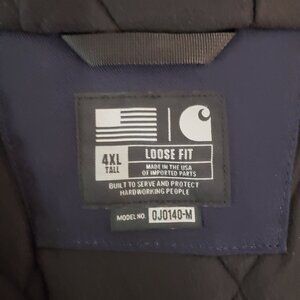 4XL
TALL
LOOSE FIT
MADE IN THE USA
OF IMPORTED PARTS
BUILT TO SERVE AND PROTECT
HARDWORKING PEOPLE
MODEL NO. 0J0140-M